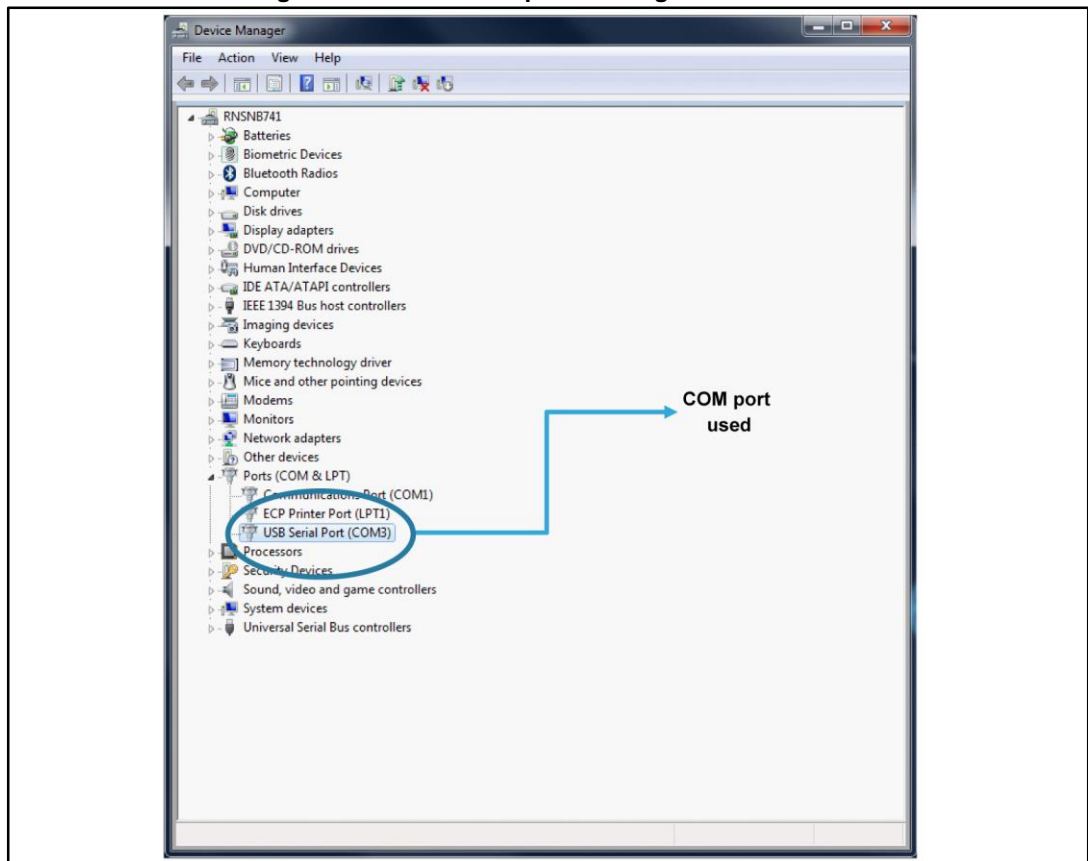 Device Manager
File Action View Help
RNSNB741
Batteries
Biometric Devices
Bluetooth Radios
Computer
Disk drives
Display adapters
DVD/CD-ROM drives
Human Interface Devices
IDE ATA/ATAPI controllers
IEEE 1394 Bus host controllers
Imaging devices
Keyboards
Memory technology driver
Mice and other pointing devices
Modems
Monitors
Network adapters
Other devices
Ports (COM & LPT)
Communications Port (COM1)
ECP Printer Port (LPT1)
USB Serial Port (COM3)
Processors
Security Devices
Sound, video and game controllers
System devices
Universal Serial Bus controllers
COM port
used